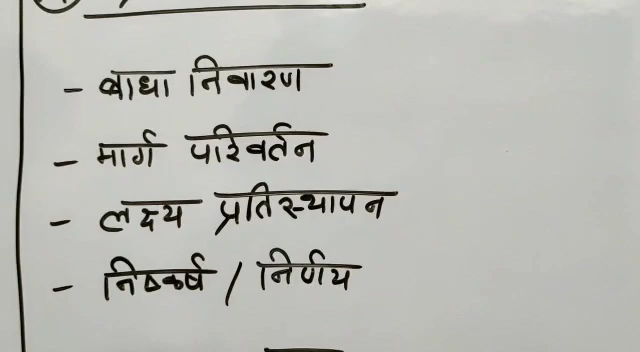 - बाधा निवारण
- मार्ग परिवर्तन
- लक्ष्य प्रतिस्थापन
- निष्कर्ष / निर्णय